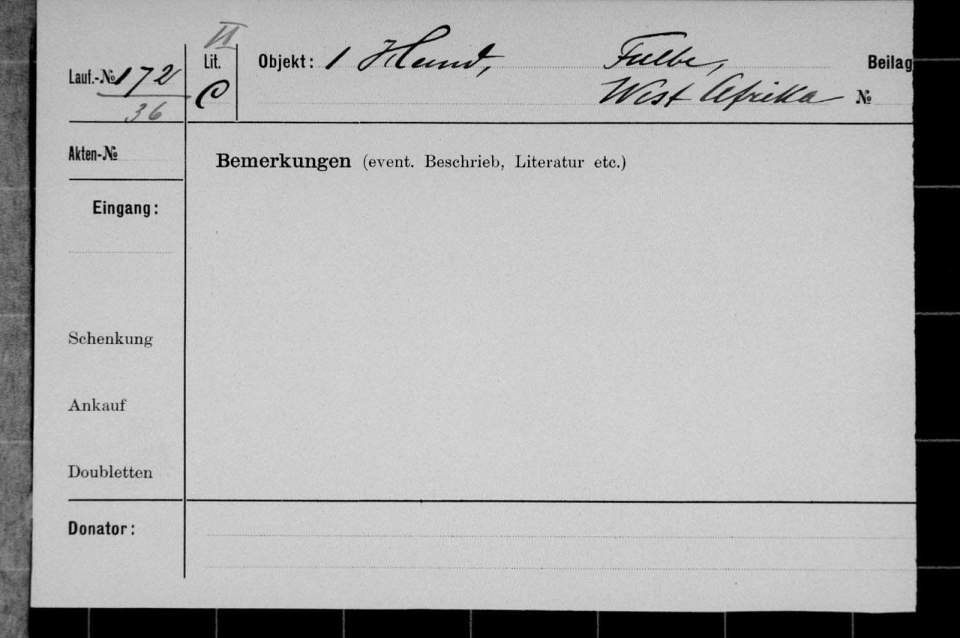 II
Lauf.-№ 172 Lit. Objekt: 1 Hemd, Fulbe, Beilag
36 C West Afrika №
Akten-№
Bemerkungen (event. Beschrieb, Literatur etc.)
Eingang:
Schenkung
Ankauf
Doubletten
Donator: